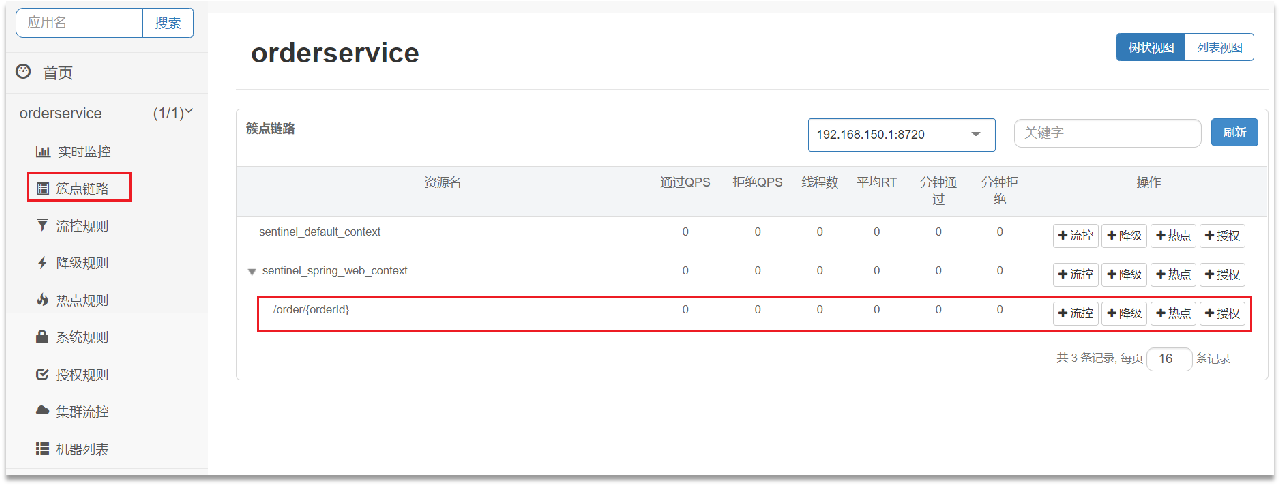 应用名 搜索
首页
orderservice (1/1)
实时监控
簇点链路
流控规则
降级规则
热点规则
系统规则
授权规则
集群流控
机器列表
orderservice
树状视图 列表视图
簇点链路 192.168.150.1:8720 关键字 刷新
资源名 通过QPS 拒绝QPS 线程数 平均RT 分钟通过 分钟拒绝 操作
sentinel_default_context 0 0 0 0 0 0 +流控 +降级 +热点 +授权
sentinel_spring_web_context 0 0 0 0 0 0 +流控 +降级 +热点 +授权
/order/{orderId} 0 0 0 0 0 0 +流控 +降级 +热点 +授权
共 3 条记录, 每页 16 条记录